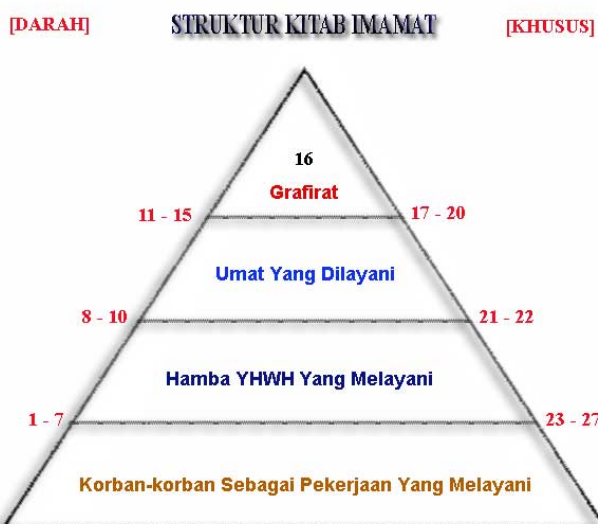 [DARAH] STRUKTUR KITAB IMAMAT [KHUSUS]
16
Grafirat
11 - 15 17 - 20
Umat Yang Dilayani
8 - 10 21 - 22
Hamba YHWH Yang Melayani
1 - 7 23 - 27
Korban-korban Sebagai Pekerjaan Yang Melayani